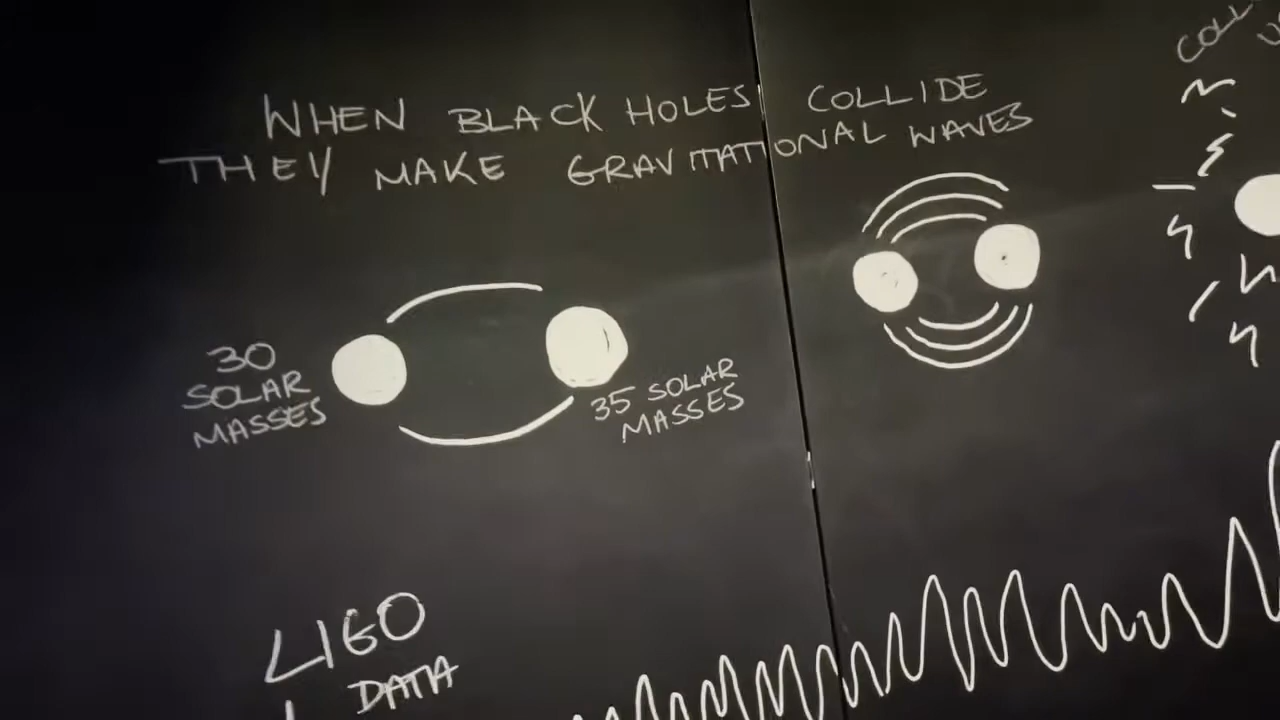 WHEN BLACK HOLES COLLIDE
THEY MAKE GRAVITATIONAL WAVES
30
SOLAR
MASSES
35 SOLAR
MASSES
LIGO
DATA